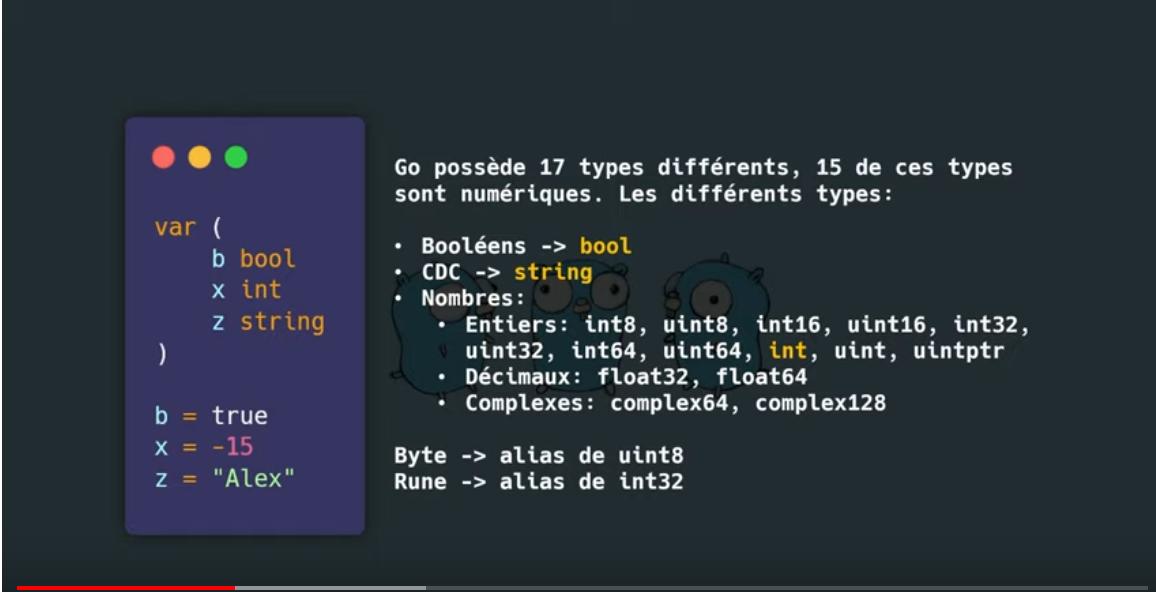 var (
b bool
x int
z string
)
b = true
x = -15
z = "Alex"
Go possède 17 types différents, 15 de ces types
sont numériques. Les différents types:
• Booléens -> bool
• CDC -> string
• Nombres:
• Entiers: int8, uint8, int16, uint16, int32,
uint32, int64, uint64, int, uint, uintptr
• Décimaux: float32, float64
• Complexes: complex64, complex128
Byte -> alias de uint8
Rune -> alias de int32